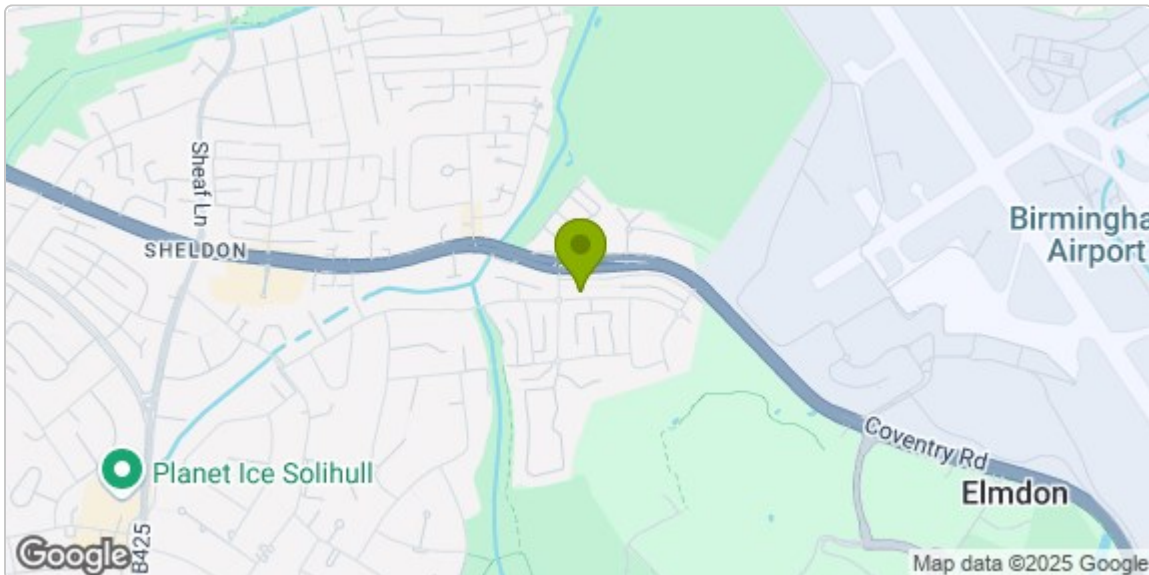 Sheaf Ln
SHELDON
Birmingha
Airport
Coventry Rd
Elmdon
Planet Ice Solihull
B425
Google
Map data ©2025 Google